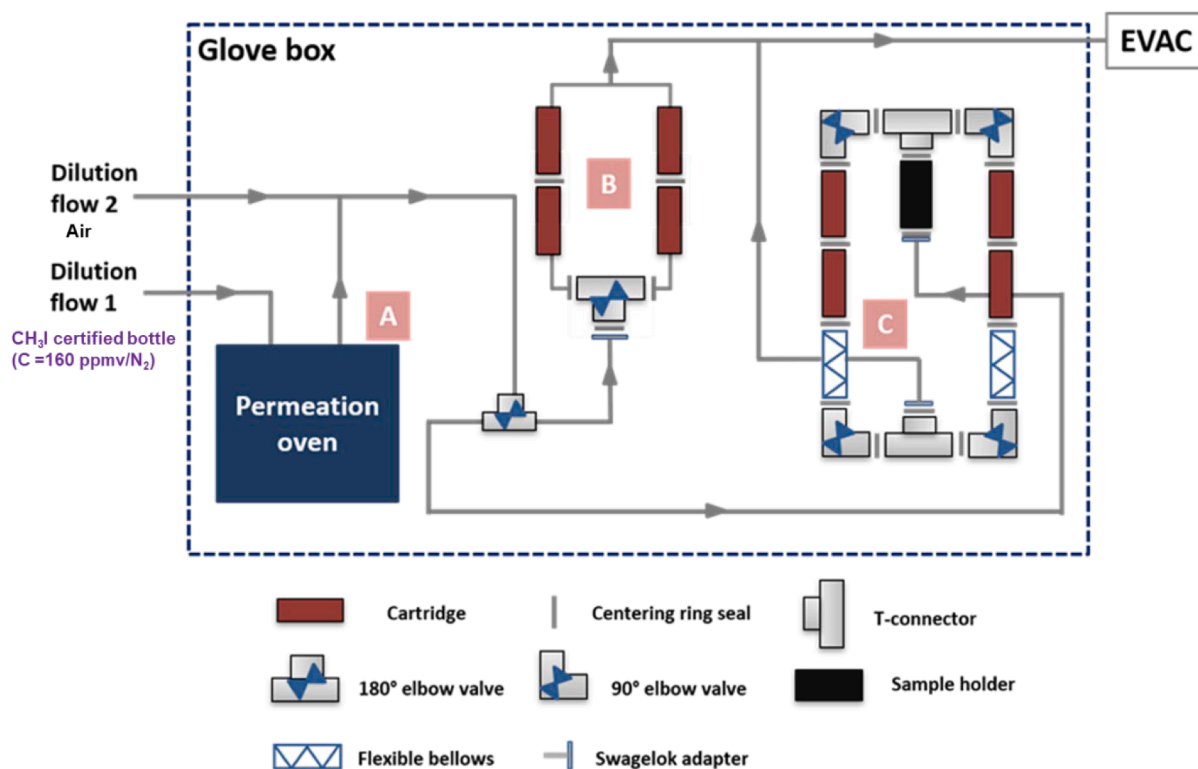 Glove box
EVAC
Dilution
flow 2
Air
Dilution
flow 1
CH₃I certified bottle
(C =160 ppmv/N₂)
A
B
C
Permeation
oven
Cartridge
Centering ring seal
T-connector
180° elbow valve
90° elbow valve
Sample holder
Flexible bellows
Swagelok adapter